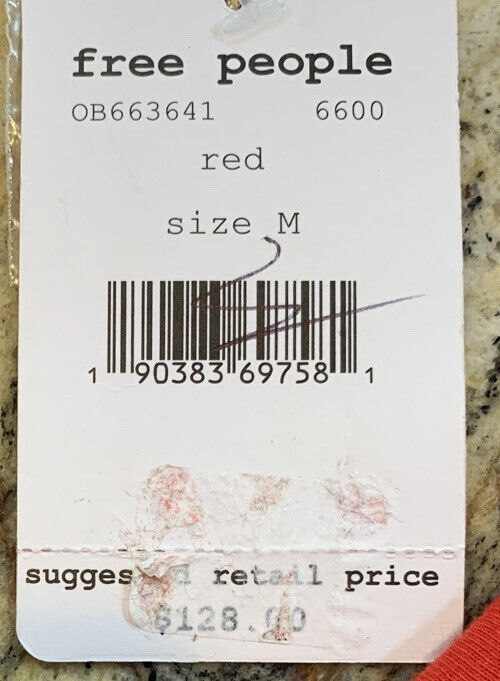 free people
OB663641 6600
red
size M
1 90383 69758 1
suggested retail price
$128.00